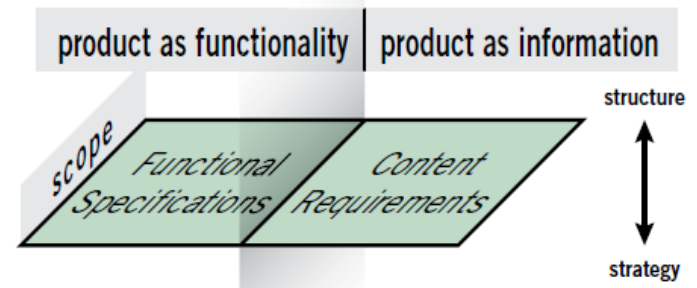 product as functionality
product as information
structure
scope
Functional
Specifications
Content
Requirements
strategy